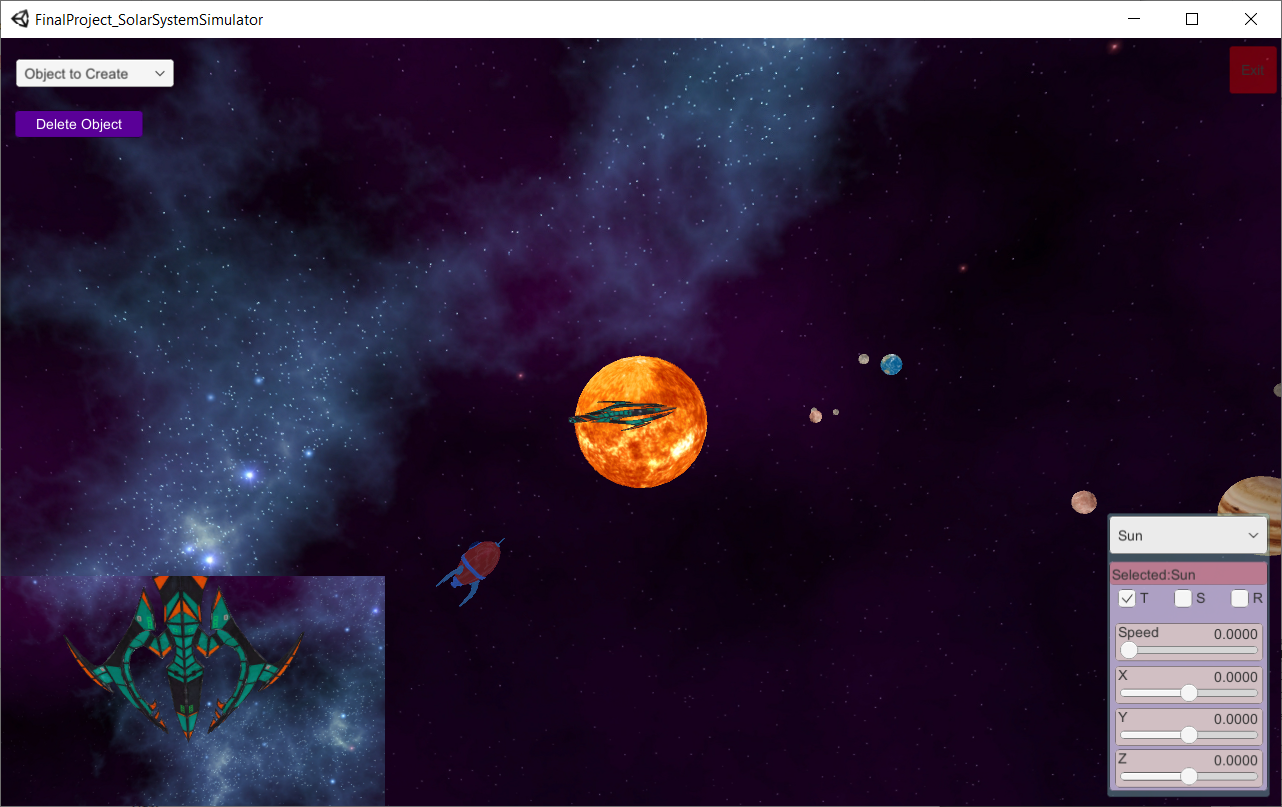 FinalProject_SolarSystemSimulator
Object to Create
Exit
Delete Object
Sun
Selected:Sun
T S R
Speed 0.0000
X 0.0000
Y 0.0000
Z 0.0000